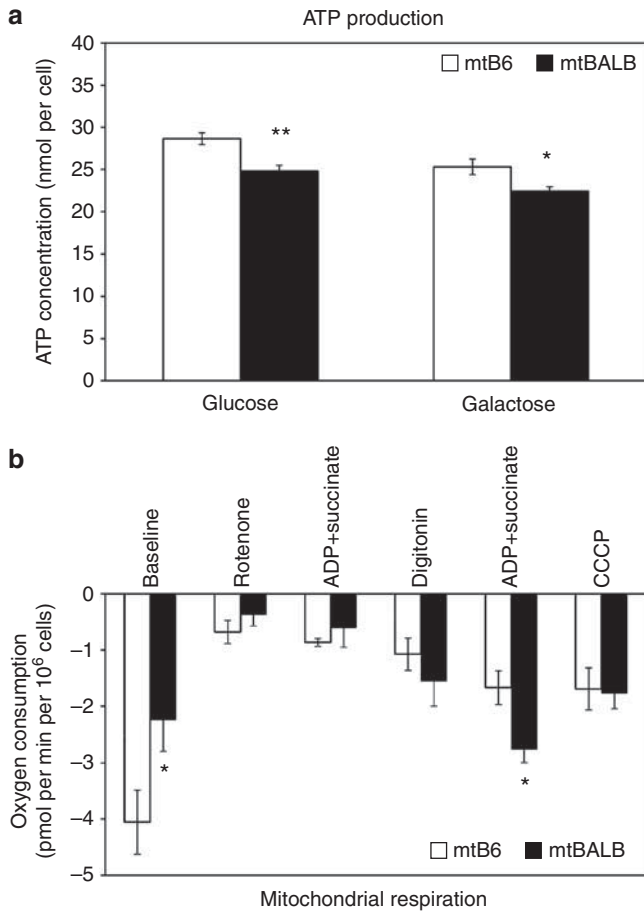 a
ATP production
mtB6 mtBALB
ATP concentration (nmol per cell)
40
35
30
25
20
15
10
5
0
**
*
Glucose Galactose
b
Baseline
Rotenone
ADP+succinate
Digitonin
ADP+succinate
CCCP
Oxygen consumption
(pmol per min per 10⁶ cells)
0
–1
–2
–3
–4
–5
*
*
mtB6 mtBALB
Mitochondrial respiration